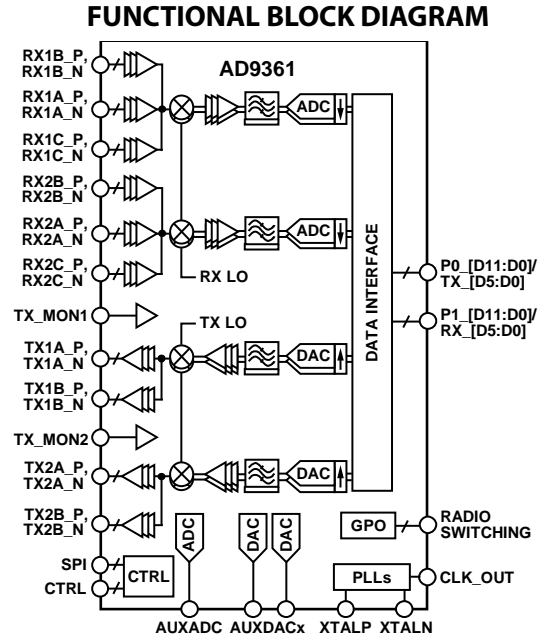 FUNCTIONAL BLOCK DIAGRAM
AD9361
RX1B_P,
RX1B_N
RX1A_P,
RX1A_N
RX1C_P,
RX1C_N
RX2B_P,
RX2B_N
RX2A_P,
RX2A_N
RX2C_P,
RX2C_N
TX_MON1
TX1A_P,
TX1A_N
TX1B_P,
TX1B_N
TX_MON2
TX2A_P,
TX2A_N
TX2B_P,
TX2B_N
SPI
CTRL
CTRL
ADC
ADC
RX LO
TX LO
DAC
DAC
DATA INTERFACE
P0_[D11:D0]/
TX_[D5:D0]
P1_[D11:D0]/
RX_[D5:D0]
ADC
DAC
DAC
GPO
RADIO
SWITCHING
PLLs
CLK_OUT
AUXADC
AUXDACx
XTALP
XTALN